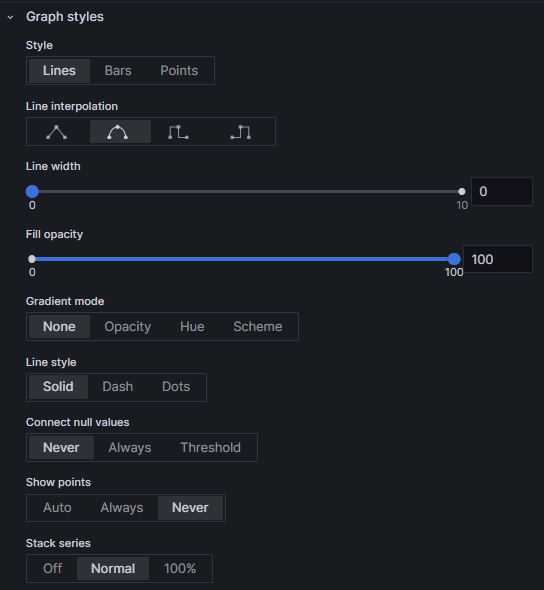 Graph styles
Style
Lines Bars Points
Line interpolation
Line width
0 10 0
Fill opacity
0 100 100
Gradient mode
None Opacity Hue Scheme
Line style
Solid Dash Dots
Connect null values
Never Always Threshold
Show points
Auto Always Never
Stack series
Off Normal 100%